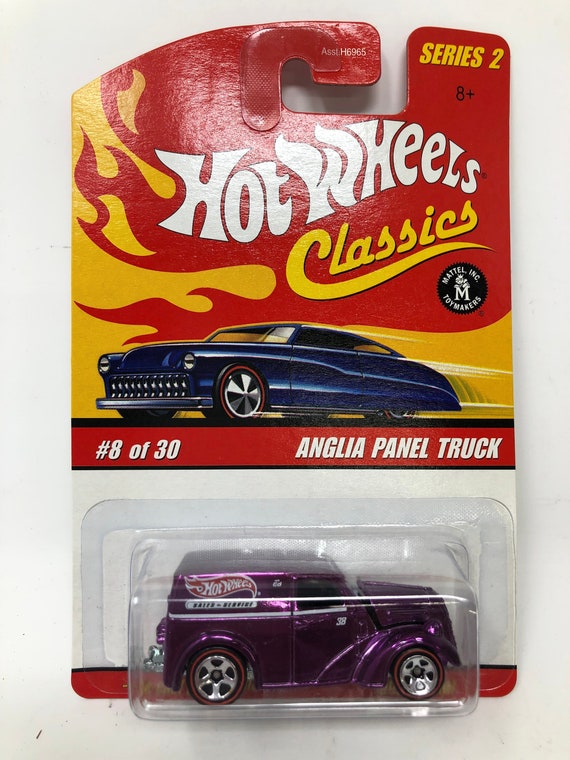 Asst.H6965
SERIES 2
8+
HOT WHEELS®
Classics
MATTEL, INC.
M
TOYMAKERS
#8 of 30
ANGLIA PANEL TRUCK
HOT WHEELS
SALES & SERVICE
38